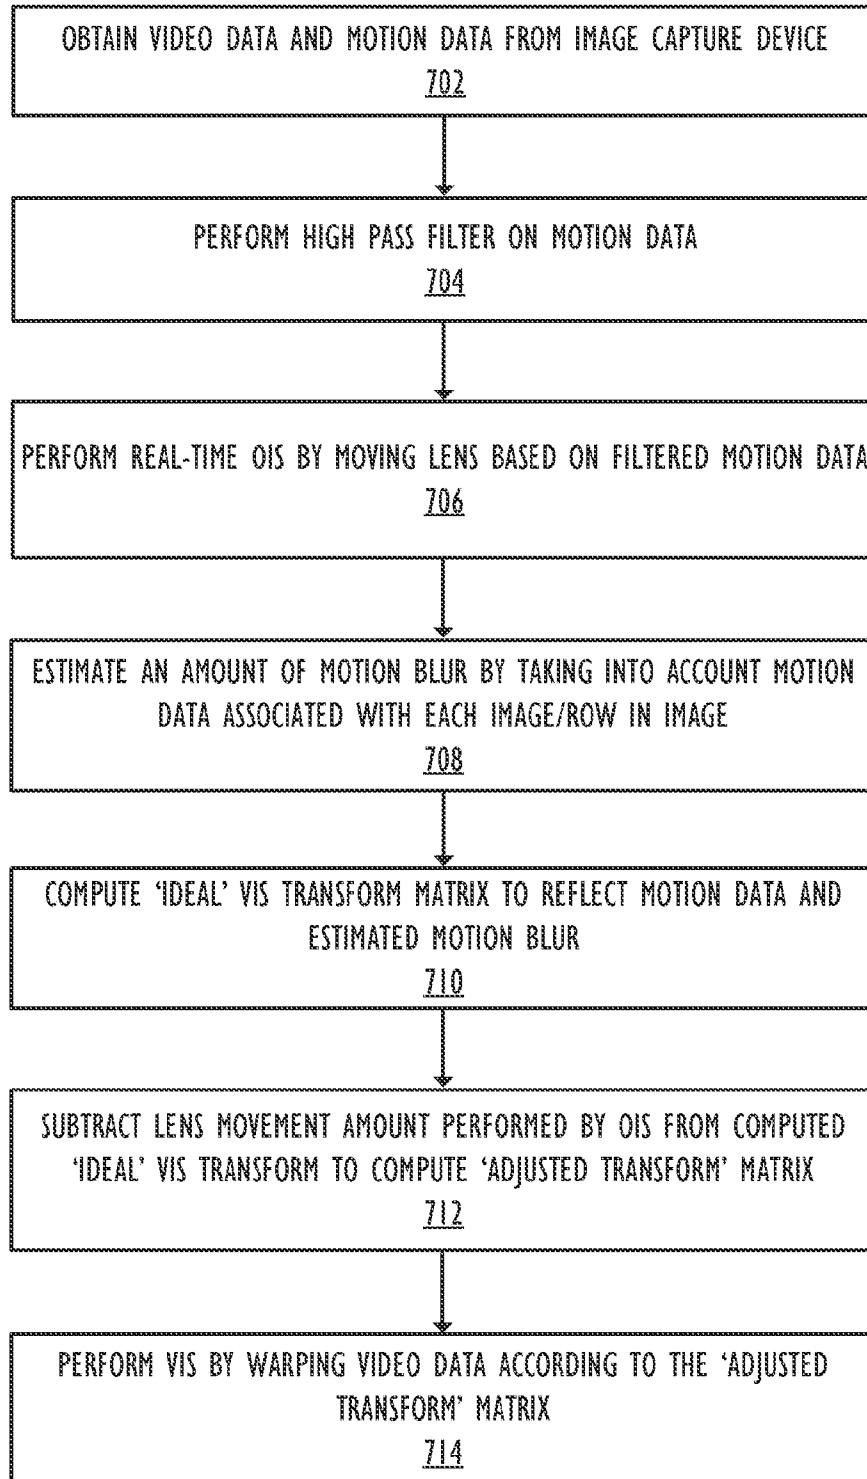 OBTAIN VIDEO DATA AND MOTION DATA FROM IMAGE CAPTURE DEVICE
702
PERFORM HIGH PASS FILTER ON MOTION DATA
704
PERFORM REAL-TIME OIS BY MOVING LENS BASED ON FILTERED MOTION DATA
706
ESTIMATE AN AMOUNT OF MOTION BLUR BY TAKING INTO ACCOUNT MOTION
DATA ASSOCIATED WITH EACH IMAGE/ROW IN IMAGE
708
COMPUTE ‘IDEAL’ VIS TRANSFORM MATRIX TO REFLECT MOTION DATA AND
ESTIMATED MOTION BLUR
710
SUBTRACT LENS MOVEMENT AMOUNT PERFORMED BY OIS FROM COMPUTED
‘IDEAL’ VIS TRANSFORM TO COMPUTE ‘ADJUSTED TRANSFORM’ MATRIX
712
PERFORM VIS BY WARPING VIDEO DATA ACCORDING TO THE ‘ADJUSTED
TRANSFORM’ MATRIX
714